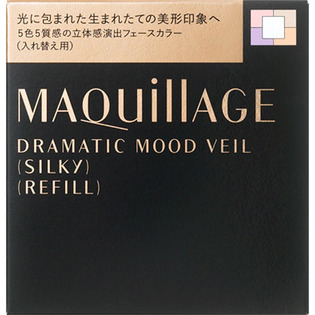 光に包まれた生まれたての美形印象へ
5色5質感の立体感演出フェースカラー
(入れ替え用)
MAQuillAGE
DRAMATIC MOOD VEIL
(SILKY)
(REFILL)